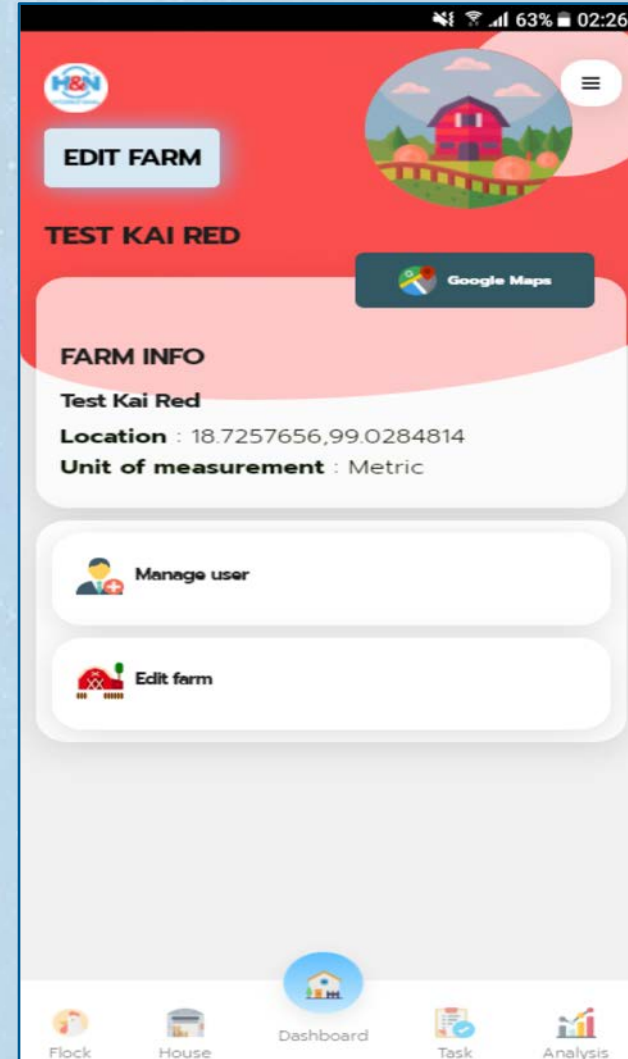 63% 02:26
H&N
EDIT FARM
TEST KAI RED
Google Maps
FARM INFO
Test Kai Red
Location : 18.7257656,99.0284814
Unit of measurement : Metric
Manage user
Edit farm
Flock House Dashboard Task Analysis